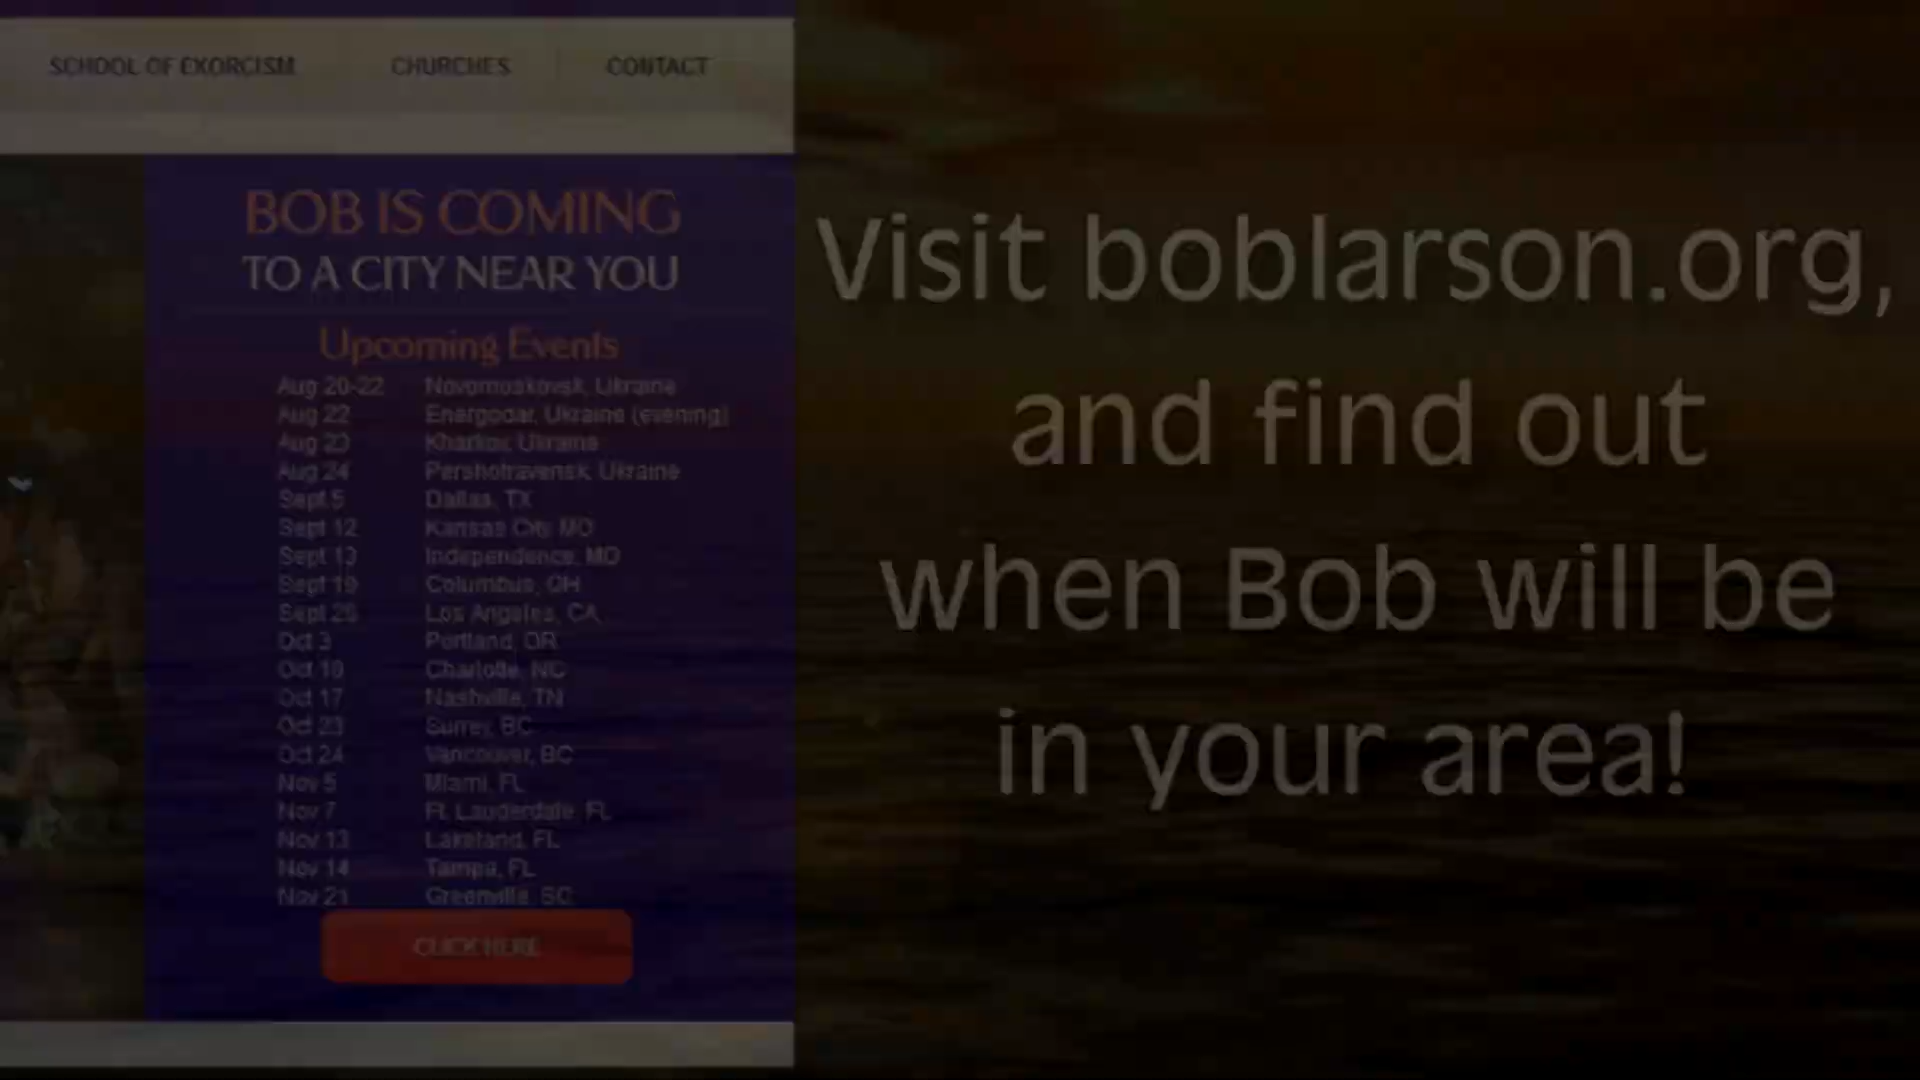 SCHOOL OF EXORCISM CHURCHES CONTACT
BOB IS COMING
TO A CITY NEAR YOU
Upcoming Events
Aug 20-22 Novomoskovsk, Ukraine
Aug 22 Energodar, Ukraine (evening)
Aug 23 Kharkov, Ukraine
Aug 24 Pershotravensk, Ukraine
Sept 5 Dallas, TX
Sept 12 Kansas City, MO
Sept 13 Independence, MO
Sept 19 Columbus, OH
Sept 26 Los Angeles, CA
Oct 3 Portland, OR
Oct 10 Charlotte, NC
Oct 17 Nashville, TN
Oct 23 Surrey, BC
Oct 24 Vancouver, BC
Nov 5 Miami, FL
Nov 7 Ft. Lauderdale, FL
Nov 13 Lakeland, FL
Nov 14 Tampa, FL
Nov 21 Greenville, SC
CLICK HERE
Visit boblarson.org,
and find out
when Bob will be
in your area!